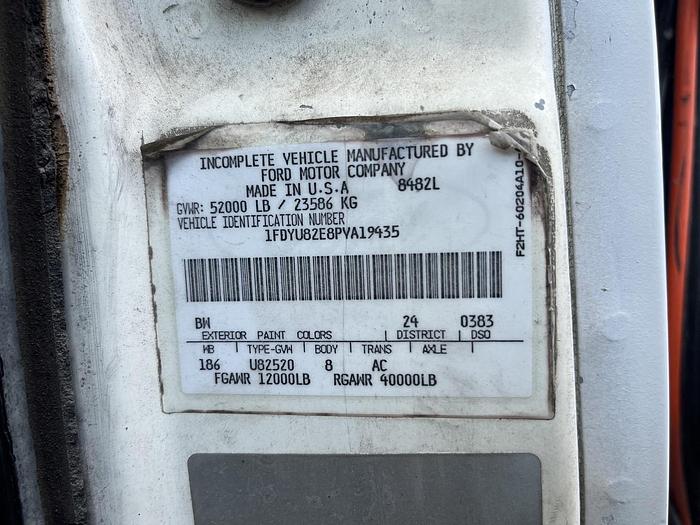 INCOMPLETE VEHICLE MANUFACTURED BY
FORD MOTOR COMPANY
MADE IN U.S.A 8482L
GVWR: 52000 LB / 23586 KG
VEHICLE IDENTIFICATION NUMBER
1FDYU82E8PVA19435
BW 24 0383
EXTERIOR PAINT COLORS DISTRICT DSO
WB TYPE-GVW BODY TRANS AXLE
186 U82520 8 AC
FGAWR 12000LB RGAWR 40000LB
F2HT-60204A10-